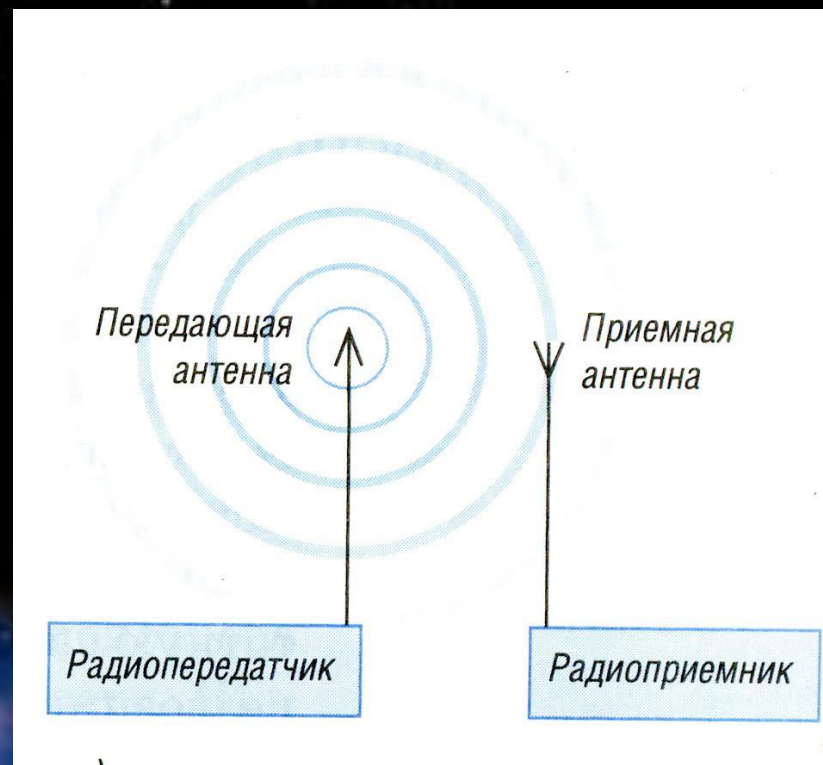 Передающая
антенна
Приемная
антенна
Радиопередатчик
Радиоприемник